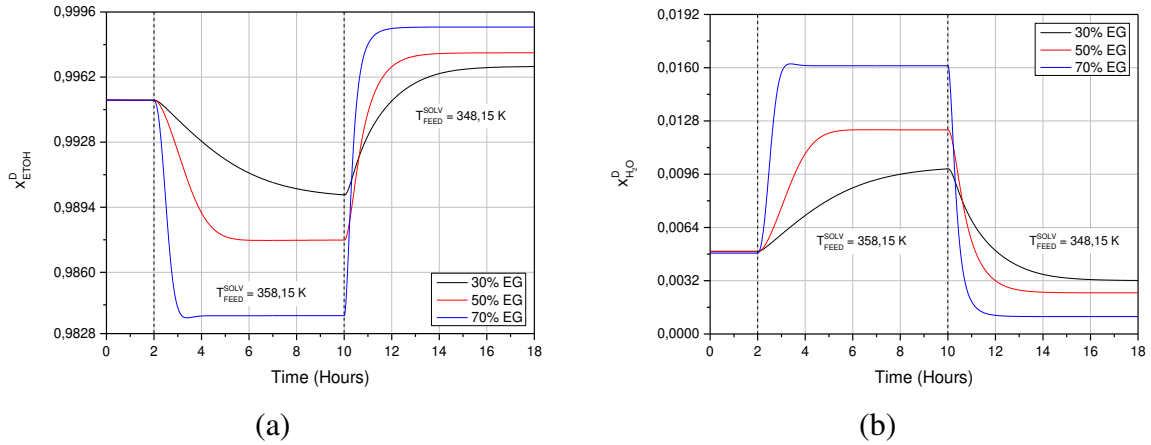 0,9996
0,9962
0,9928
0,9894
0,9860
0,9828
x^D_ETOH
T^SOLV_FEED = 348,15 K
T^SOLV_FEED = 358,15 K
30% EG
50% EG
70% EG
0 2 4 6 8 10 12 14 16 18
Time (Hours)
(a)
0,0192
0,0160
0,0128
0,0096
0,0064
0,0032
0,0000
x^D_H₂O
30% EG
50% EG
70% EG
T^SOLV_FEED = 358,15 K
T^SOLV_FEED = 348,15 K
0 2 4 6 8 10 12 14 16 18
Time (Hours)
(b)